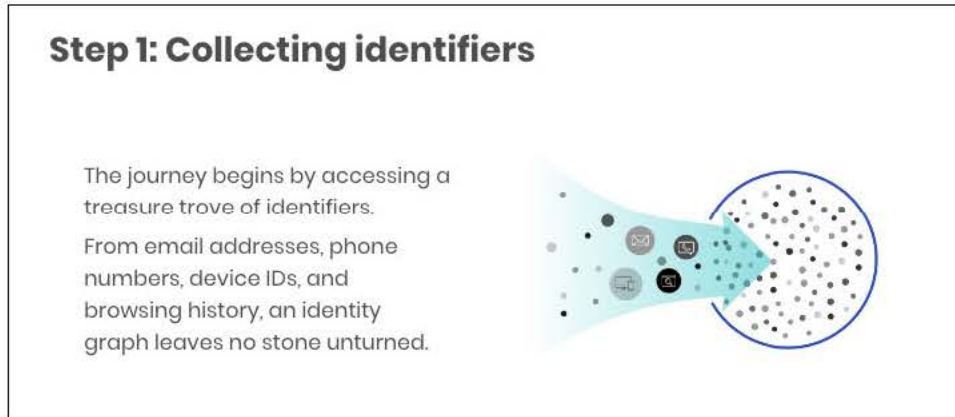 Step 1: Collecting identifiers
The journey begins by accessing a
treasure trove of identifiers.
From email addresses, phone
numbers, device IDs, and
browsing history, an identity
graph leaves no stone unturned.